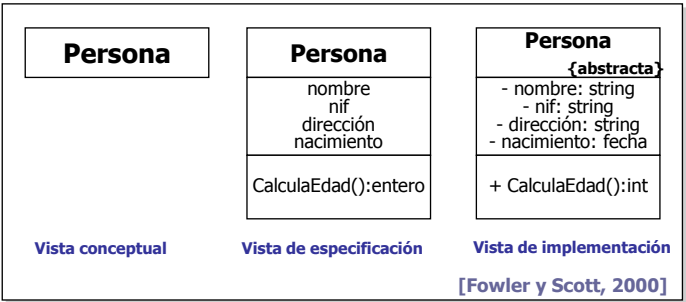 Persona
Vista conceptual
Persona
nombre
nif
dirección
nacimiento
CalculaEdad():entero
Vista de especificación
Persona
{abstracta}
- nombre: string
- nif: string
- dirección: string
- nacimiento: fecha
+ CalculaEdad():int
Vista de implementación
[Fowler y Scott, 2000]